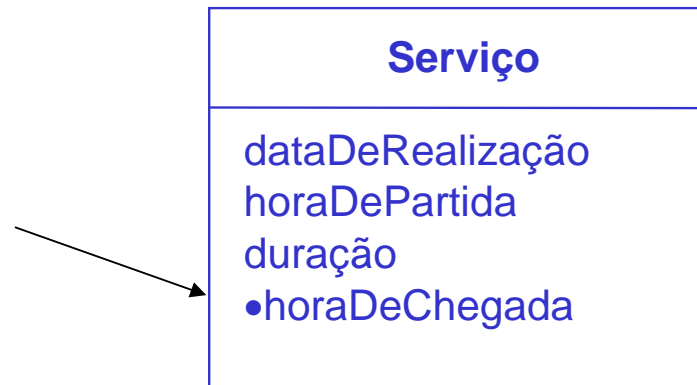 Serviço
dataDeRealização
horaDePartida
duração
•horaDeChegada